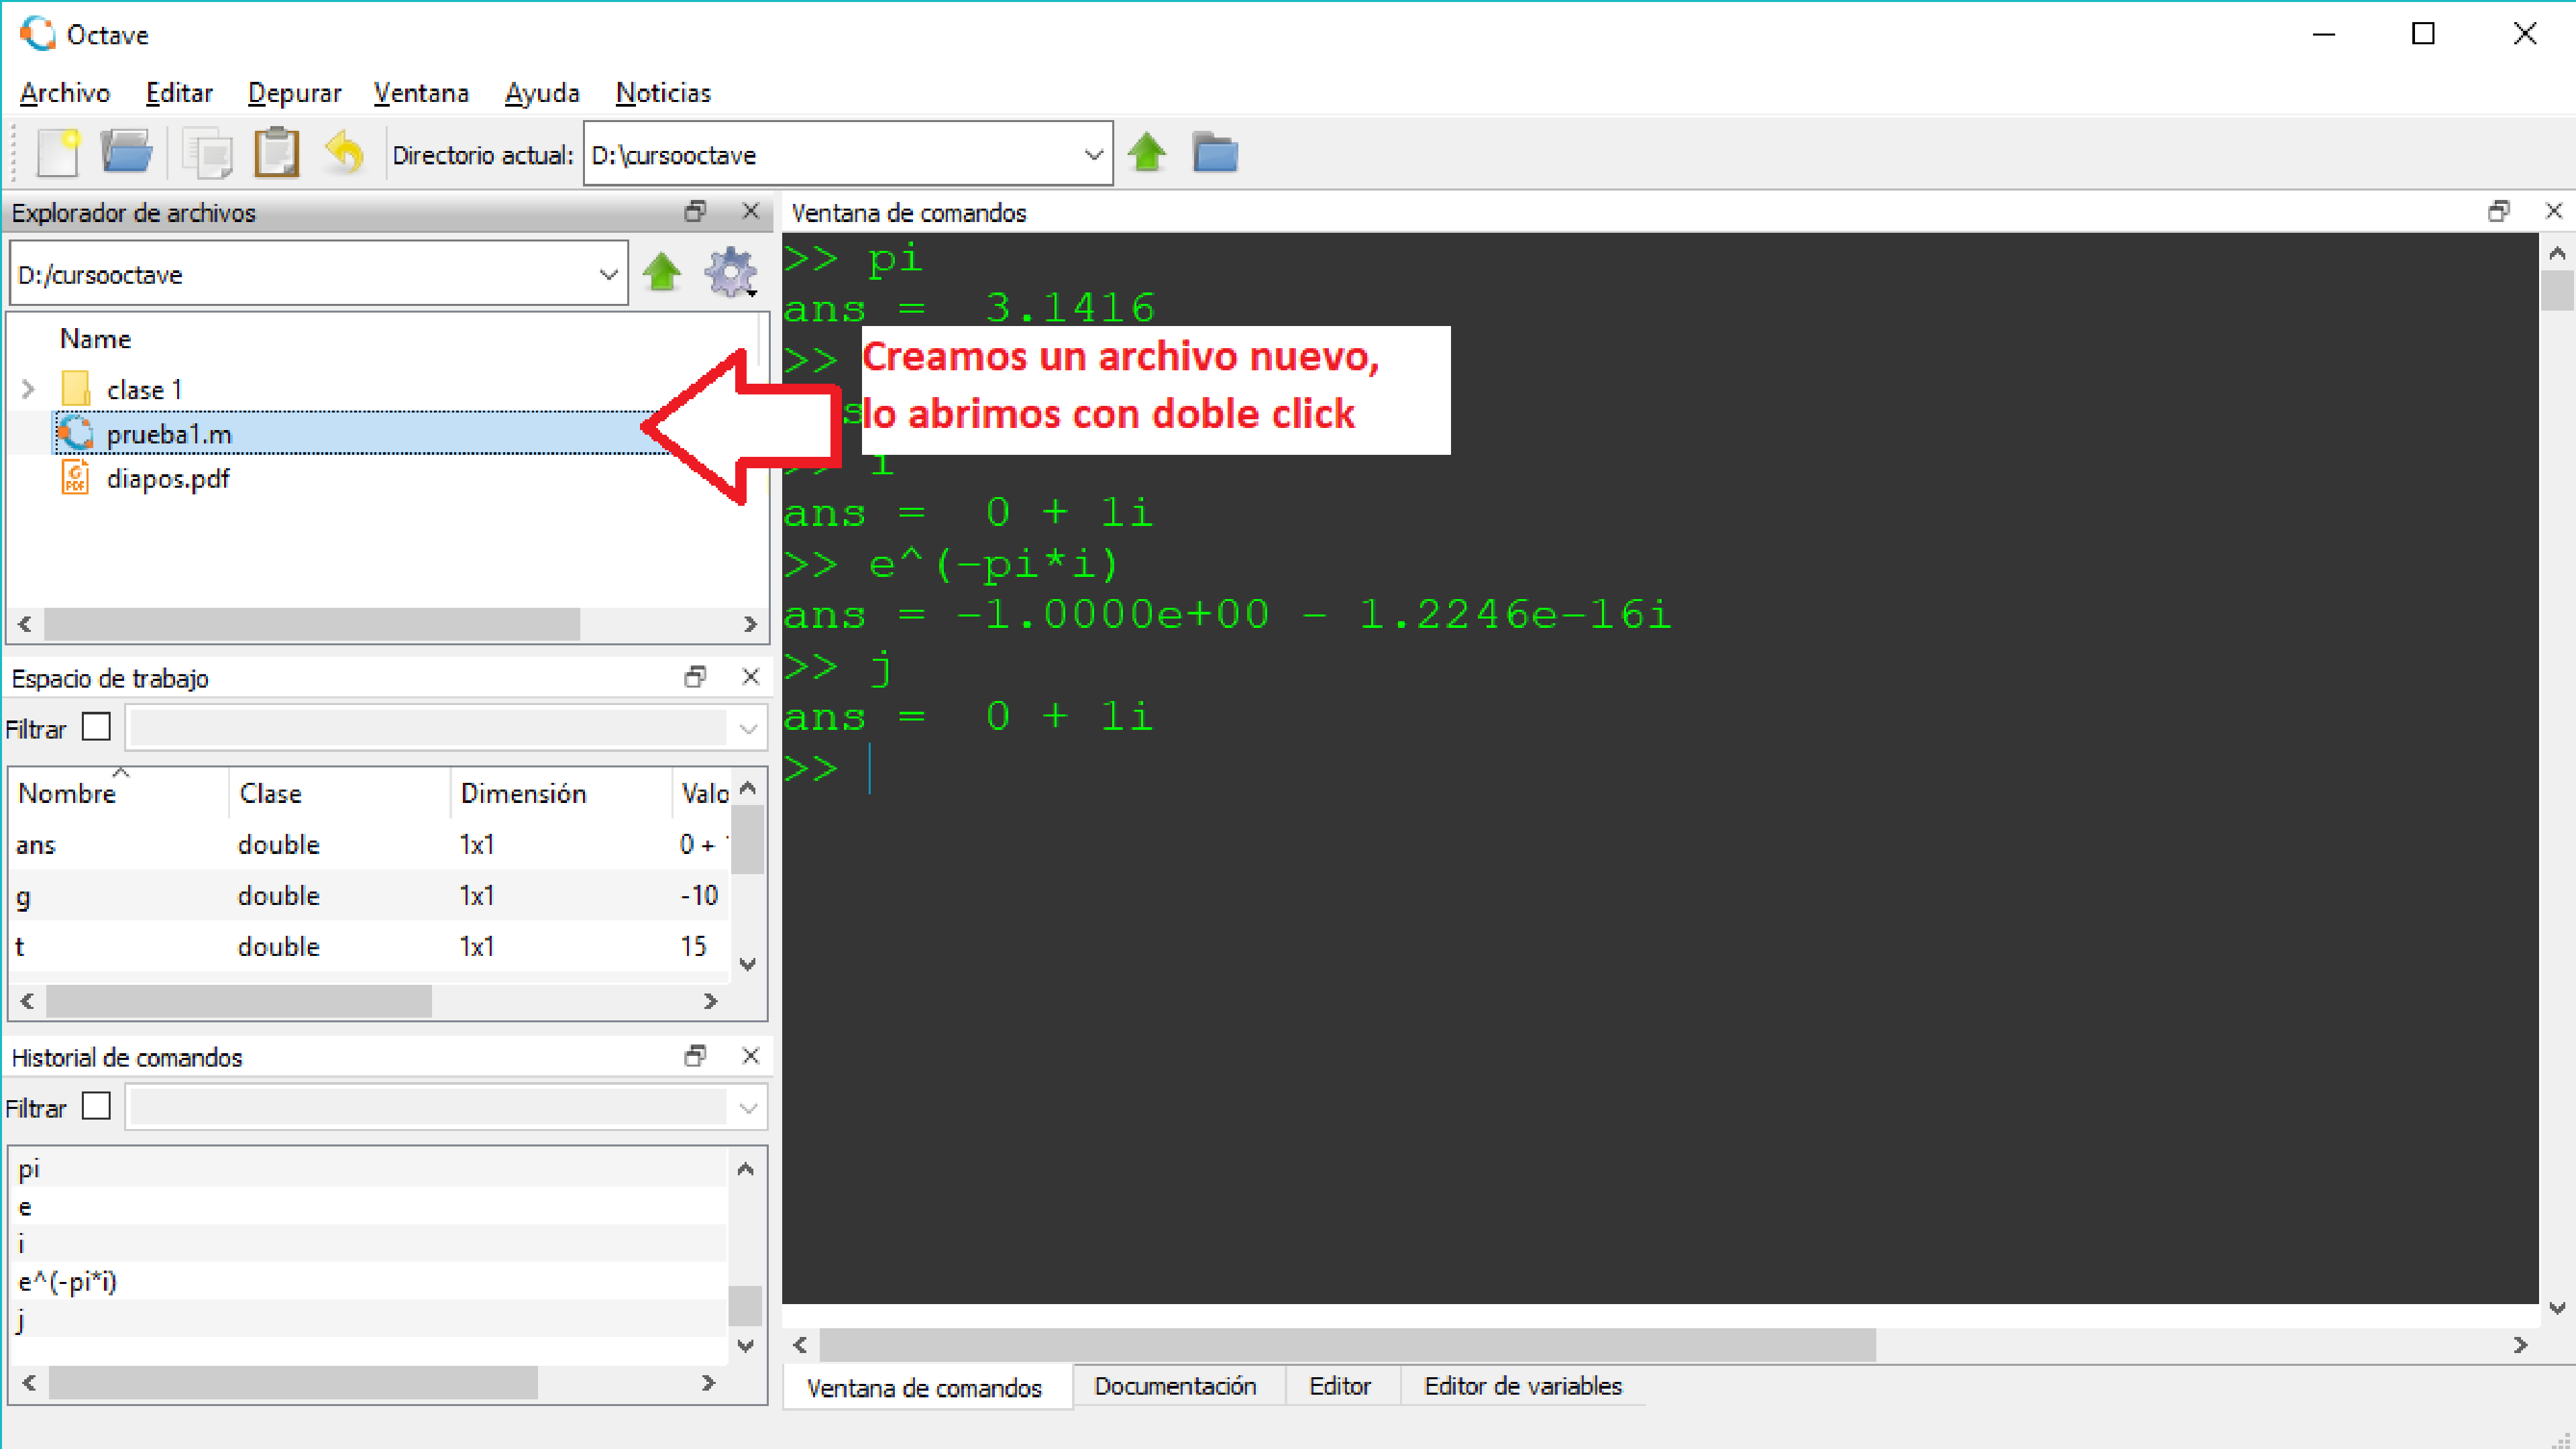 Octave
Archivo Editar Depurar Ventana Ayuda Noticias
Directorio actual: D:\cursooctave
Explorador de archivos
D:/cursooctave
Name
clase 1
prueba1.m
diapos.pdf
Espacio de trabajo
Filtrar
Nombre Clase Dimensión Valo
ans double 1x1 0 +
g double 1x1 -10
t double 1x1 15
Historial de comandos
Filtrar
pi
e
i
e^(-pi*i)
j
Ventana de comandos
>> pi
ans = 3.1416
>>
Creamos un archivo nuevo,
lo abrimos con doble click
>> i
ans = 0 + 1i
>> e^(-pi*i)
ans = -1.0000e+00 - 1.2246e-16i
>> j
ans = 0 + 1i
>>
Ventana de comandos Documentación Editor Editor de variables